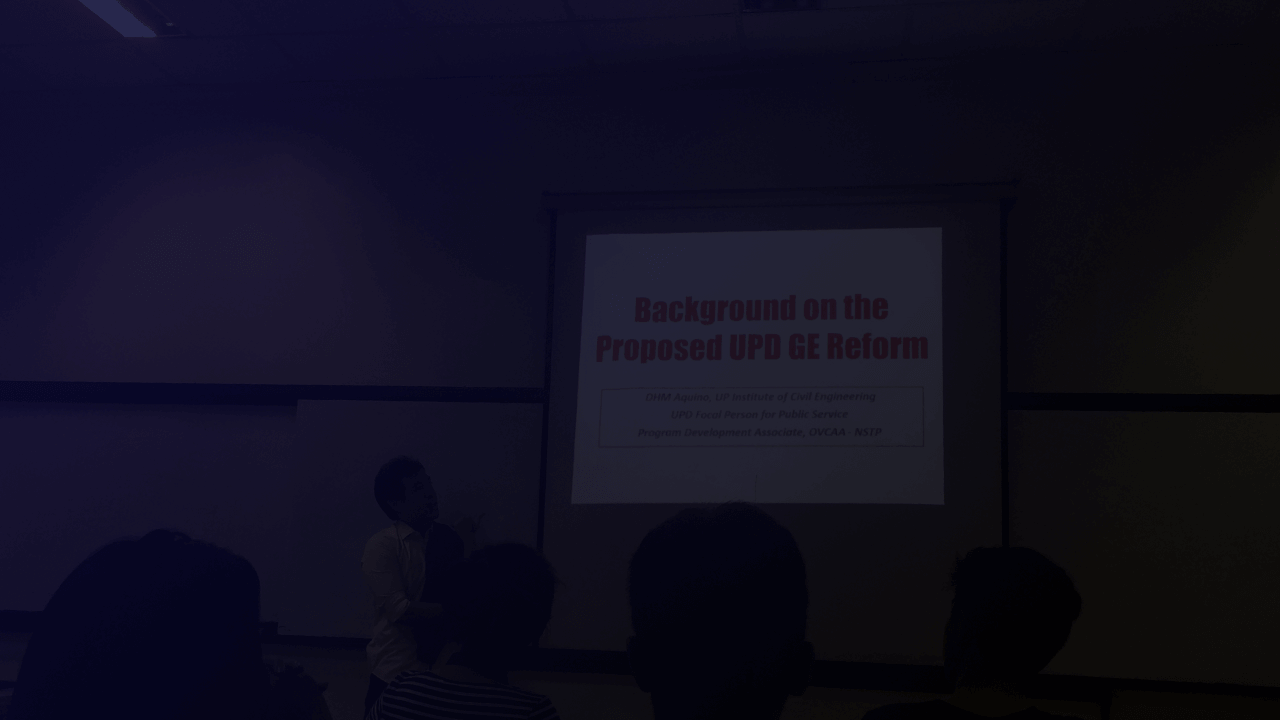 Background on the
Proposed UPD GE Reform
DHM Aquino, UP Institute of Civil Engineering
UPD Focal Person for Public Service
Program Development Associate, OVCAA - NSTP